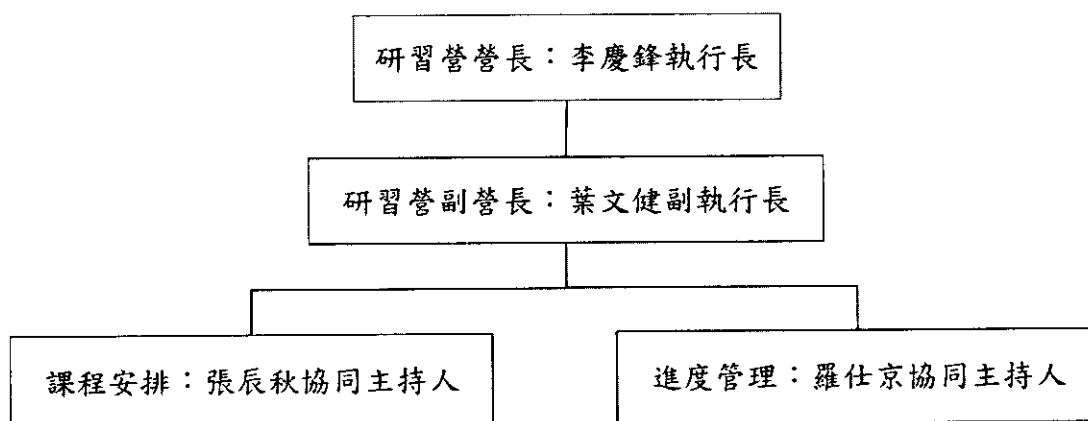 研習營營長：李慶鋒執行長
研習營副營長：葉文健副執行長
課程安排：張辰秋協同主持人
進度管理：羅仕京協同主持人